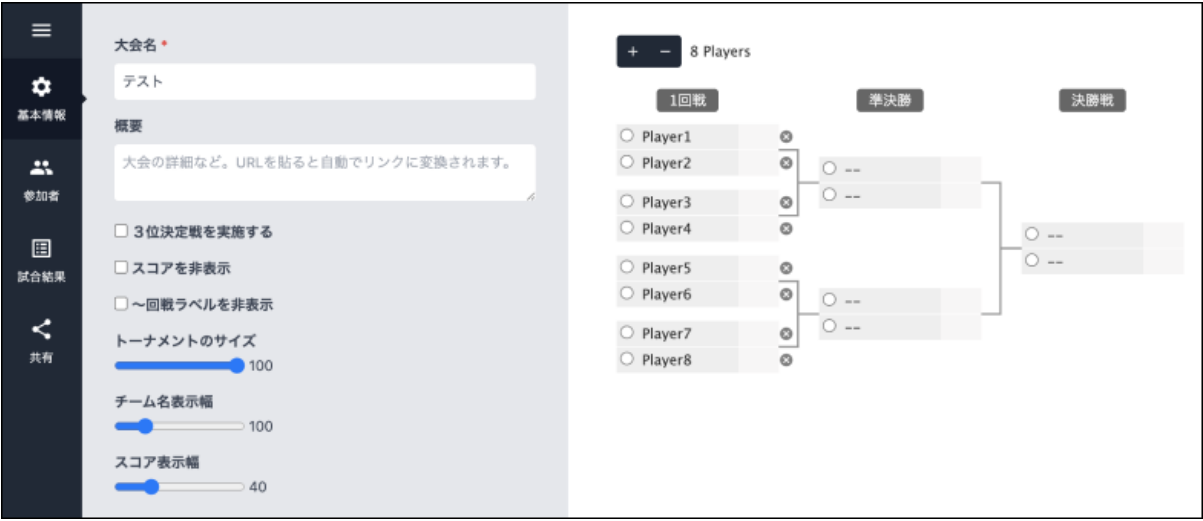 基本情報
参加者
試合結果
共有
大会名 *
テスト
概要
大会の詳細など。URLを貼ると自動でリンクに変換されます。
３位決定戦を実施する
スコアを非表示
～回戦ラベルを非表示
トーナメントのサイズ
100
チーム名表示幅
100
スコア表示幅
40
+ − 8 Players
1回戦 準決勝 決勝戦
Player1
Player2
Player3
Player4
Player5
Player6
Player7
Player8
--
--
--
--
--
--